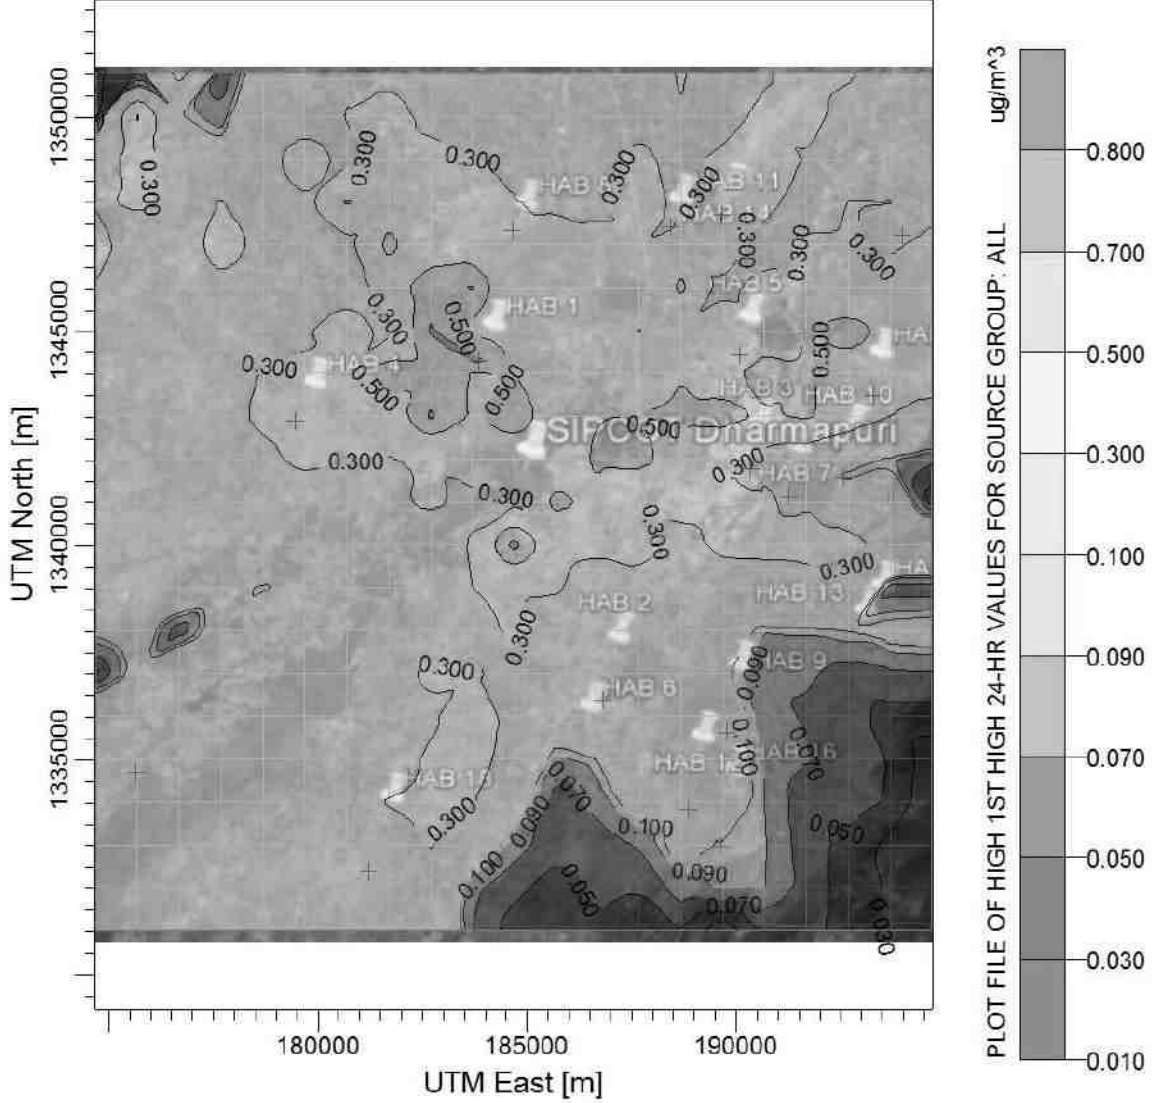 1350000
1345000
1340000
1335000
UTM North [m]
180000
185000
190000
UTM East [m]
0.300
0.300
0.300
0.300
HAB 11
0.300
0.300
0.300
0.300
0.300
HAB 5
HAB 1
0.300
0.500
0.500
HA
0.300
HAB 4
0.500
0.500
HAB 3
HAB 10
SIPCOT Dharmapuri
0.500
0.300
0.300
HAB 7
0.300
0.300
0.300
HA
HAB 13
HAB 2
0.300
0.300
HAB 9
0.090
HAB 6
0.100
0.070
HAB 16
0.300
0.070
0.090
0.100
0.050
0.100
0.090
0.050
0.070
0.030
PLOT FILE OF HIGH 1ST HIGH 24-HR VALUES FOR SOURCE GROUP: ALL
ug/m^3
0.800
0.700
0.500
0.300
0.100
0.090
0.070
0.050
0.030
0.010